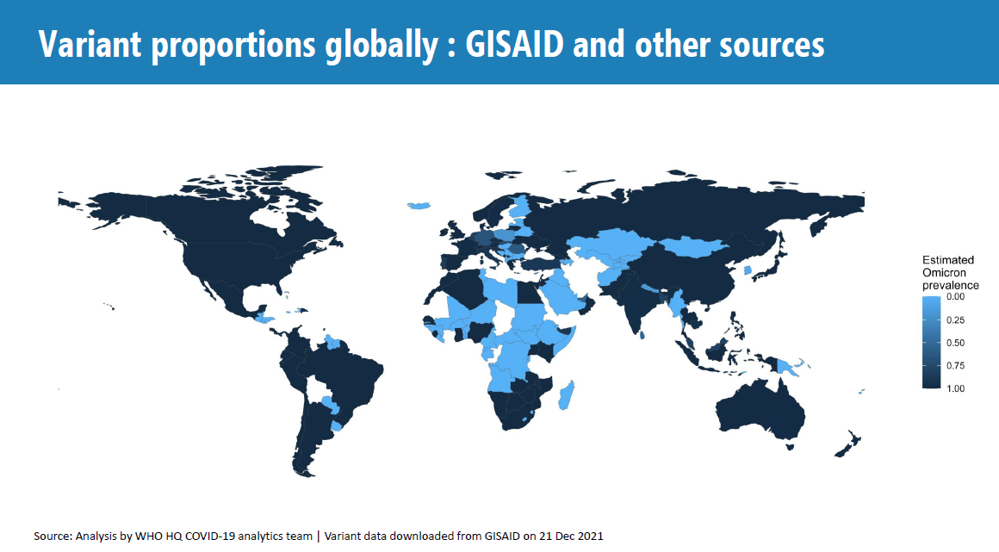 Variant proportions globally : GISAID and other sources
Estimated
Omicron
prevalence
0.00
0.25
0.50
0.75
1.00
Source: Analysis by WHO HQ COVID-19 analytics team | Variant data downloaded from GISAID on 21 Dec 2021